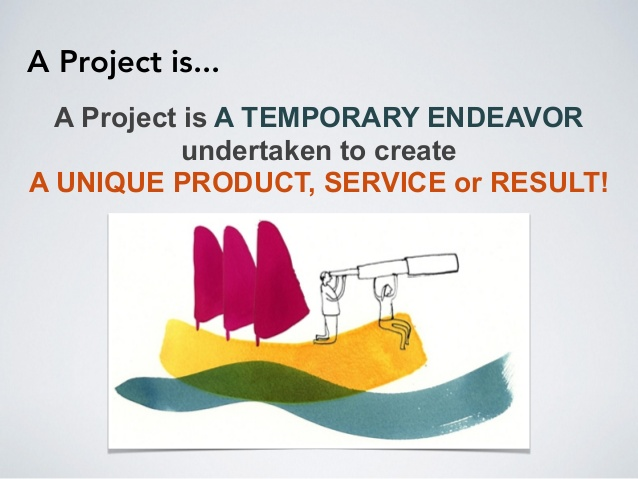 A Project is...
A Project is A TEMPORARY ENDEAVOR
undertaken to create
A UNIQUE PRODUCT, SERVICE or RESULT!